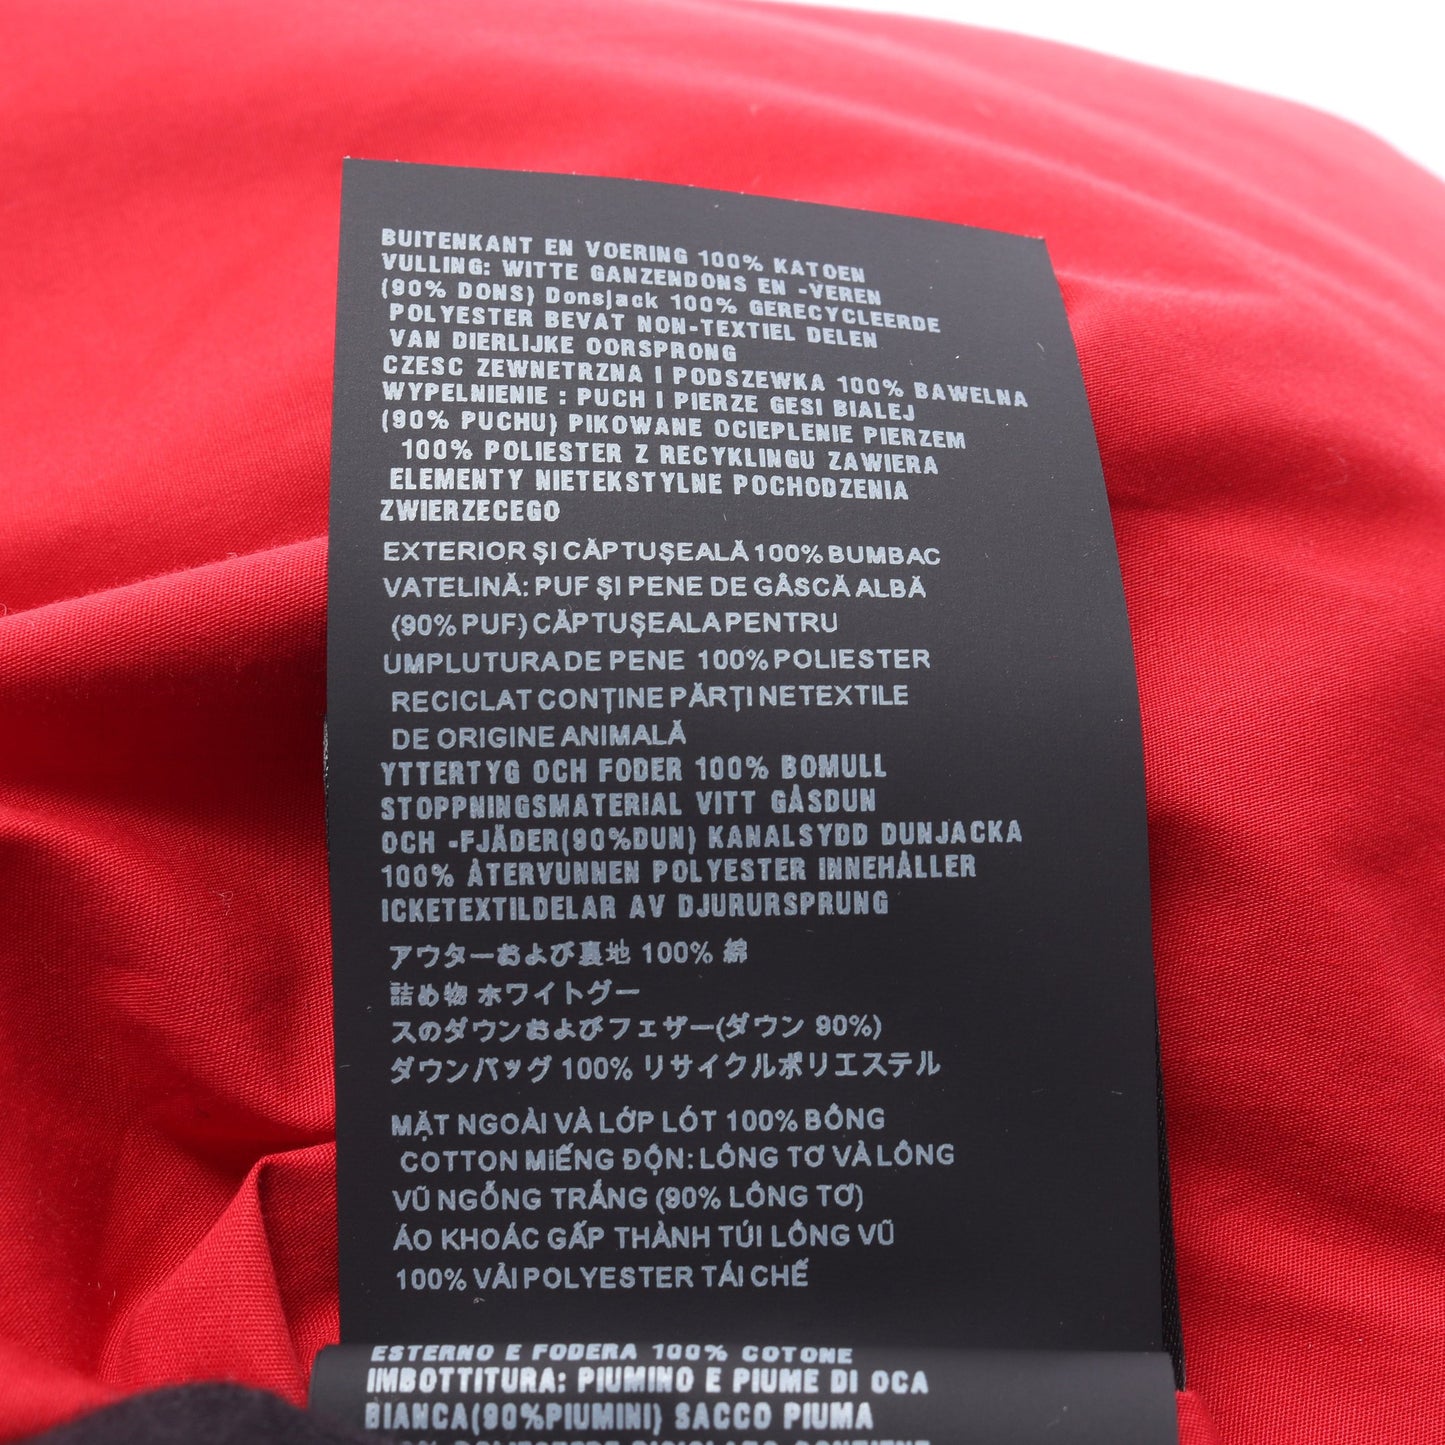 BUITENKANT EN VOERING 100% KATOEN
VULLING: WITTE GANZENDONS EN -VEREN
(90% DONS) Donsjack 100% GERECYCLEERDE
POLYESTER BEVAT NON-TEXTIEL DELEN
VAN DIERLIJKE OORSPRONG
CZESC ZEWNETRZNA I PODSZEWKA 100% BAWELNA
WYPELNIENIE : PUCH I PIERZE GESI BIALEJ
(90% PUCHU) PIKOWANE OCIEPLENIE PIERZEM
100% POLIESTER Z RECYKLINGU ZAWIERA
ELEMENTY NIETEKSTYLNE POCHODZENIA
ZWIERZECEGO
EXTERIOR ȘI CĂPTUȘEALĂ 100% BUMBAC
VATELINĂ: PUF ȘI PENE DE GÂSCĂ ALBĂ
(90% PUF) CĂPTUȘEALA PENTRU
UMPLUTURA DE PENE 100% POLIESTER
RECICLAT CONȚINE PĂRȚI NETEXTILE
DE ORIGINE ANIMALĂ
YTTERTYG OCH FODER 100% BOMULL
STOPPNINGSMATERIAL VITT GÅSDUN
OCH -FJÄDER(90%DUN) KANALSYDD DUNJACKA
100% ÅTERVUNNEN POLYESTER INNEHÅLLER
ICKETEXTILDELAR AV DJURURSPRUNG
アウターおよび裏地 100% 綿
詰め物 ホワイトグー
スのダウンおよびフェザー(ダウン 90%)
ダウンバッグ 100% リサイクルポリエステル
MẶT NGOÀI VÀ LỚP LÓT 100% BÔNG
COTTON MiẾNG ĐỘN: LÔNG TƠ VÀ LÔNG
VŨ NGỖNG TRẮNG (90% LÔNG TƠ)
ÁO KHOÁC GẤP THÀNH TÚI LÔNG VŨ
100% VẢI POLYESTER TÁI CHẾ
ESTERNO E FODERA 100% COTONE
IMBOTTITURA: PIUMINO E PIUME DI OCA
BIANCA(90%PIUMINI) SACCO PIUMA